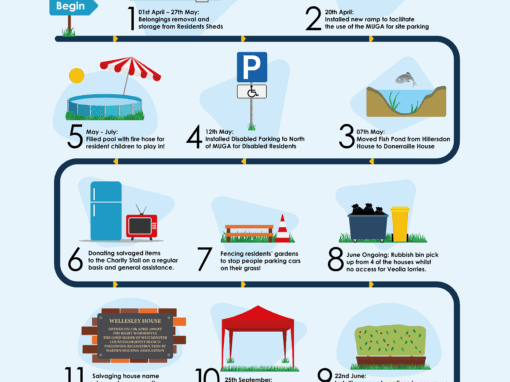 Begin
1
01st April – 27th May:
Belongings removal and
storage from Residents Sheds
2
20th April:
Installed new ramp to facilitate
the use of the MUGA for site parking
5
May - July:
Filled pool with fire hose for
resident children to play in!
P
4
12th May:
Installed Disabled Parking to North
of MUGA for Disabled Residents
3
07th May:
Moved Fish Pond from Hillersdon
House to Donerraile House
6
Donating salvaged items
to the Charity Stall on a regular
basis and general assistance.
7
Fencing residents' gardens
to stop people parking cars
on their grass!
8
June Ongoing: Rubbish bin pick
up from 4 of the houses whilst
no access for Veolia lorries.
WELLESLEY HOUSE
11
Salvaging house name
10
25th September:
9
22nd June: